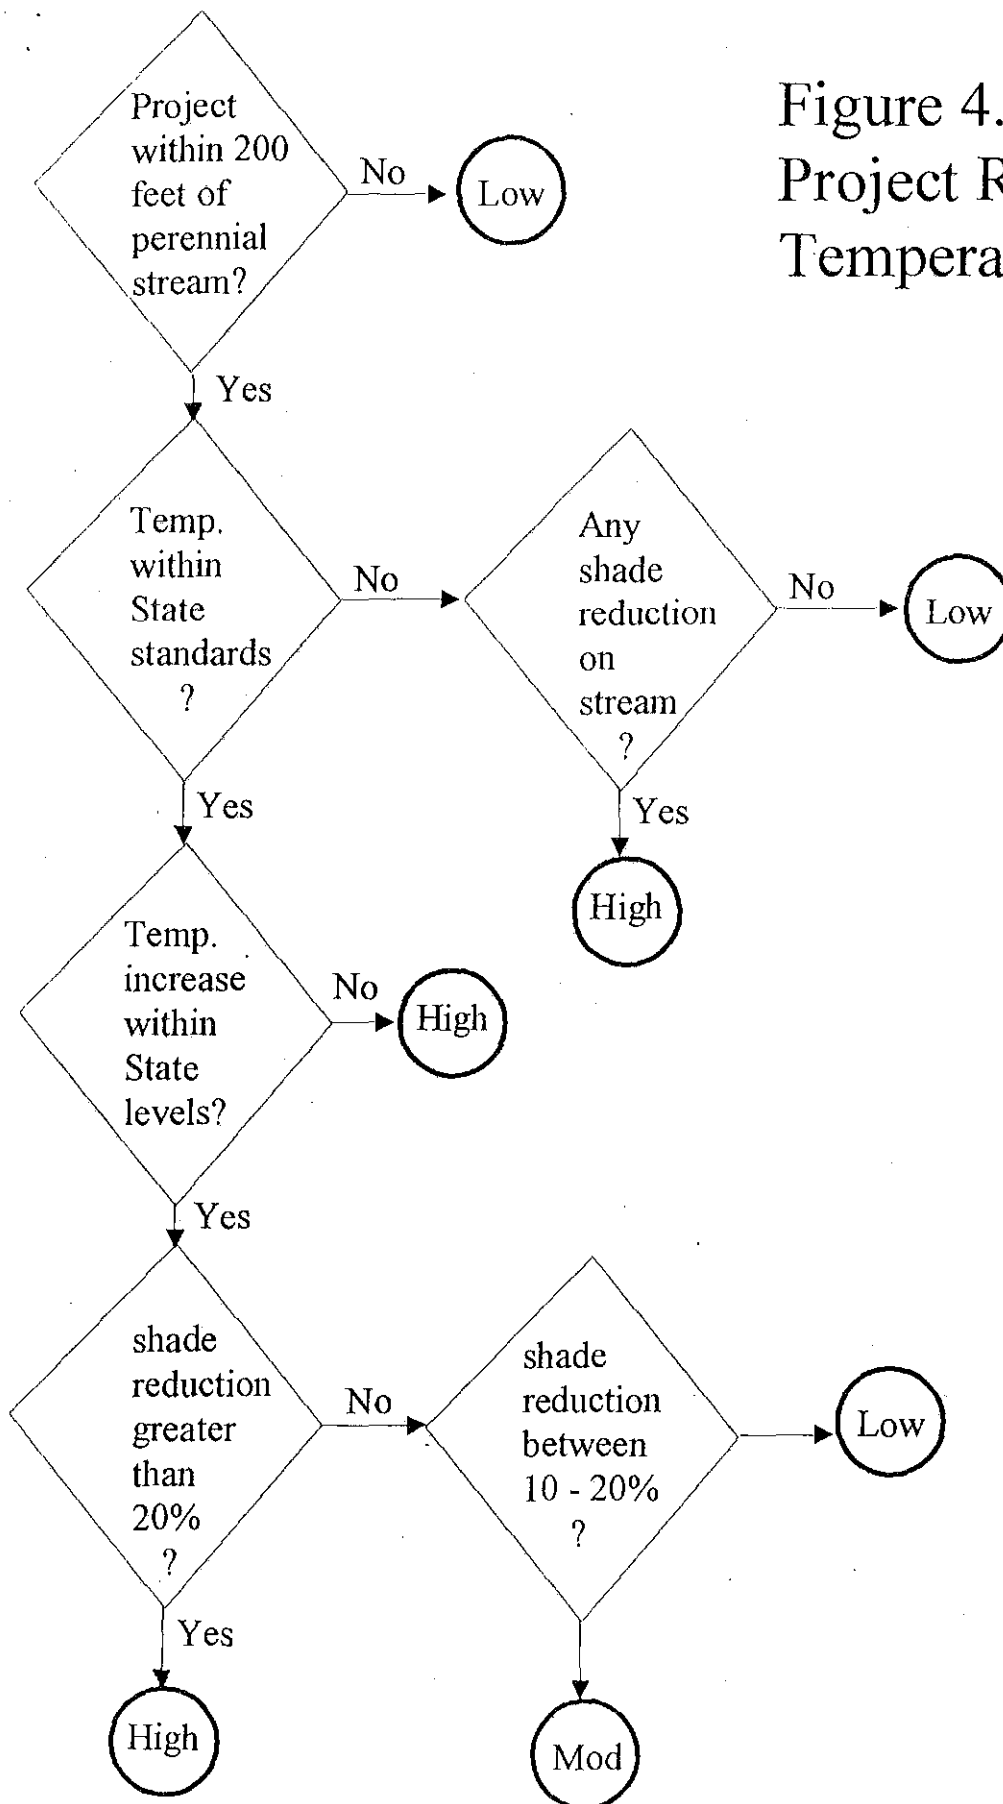 Figure 4.
Project R
Tempera
Project
within 200
feet of
perennial
stream?
No
Low
Yes
Temp.
within
State
standards
?
No
Any
shade
reduction
on
stream
?
No
Low
Yes
High
Yes
Temp.
increase
within
State
levels?
No
High
Yes
shade
reduction
greater
than
20%
?
No
shade
reduction
between
10 - 20%
?
Low
Yes
High
Mod